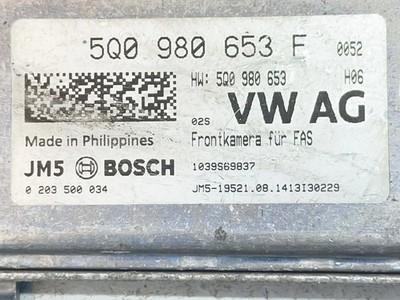 5Q0 980 653 F 0052
HW: 5Q0 980 653 H06
02S VW AG
Made in Philippines Frontkamera für FAS
JM5 BOSCH 1039S69837
0 203 500 034 JM5-19521.08.1413I30229